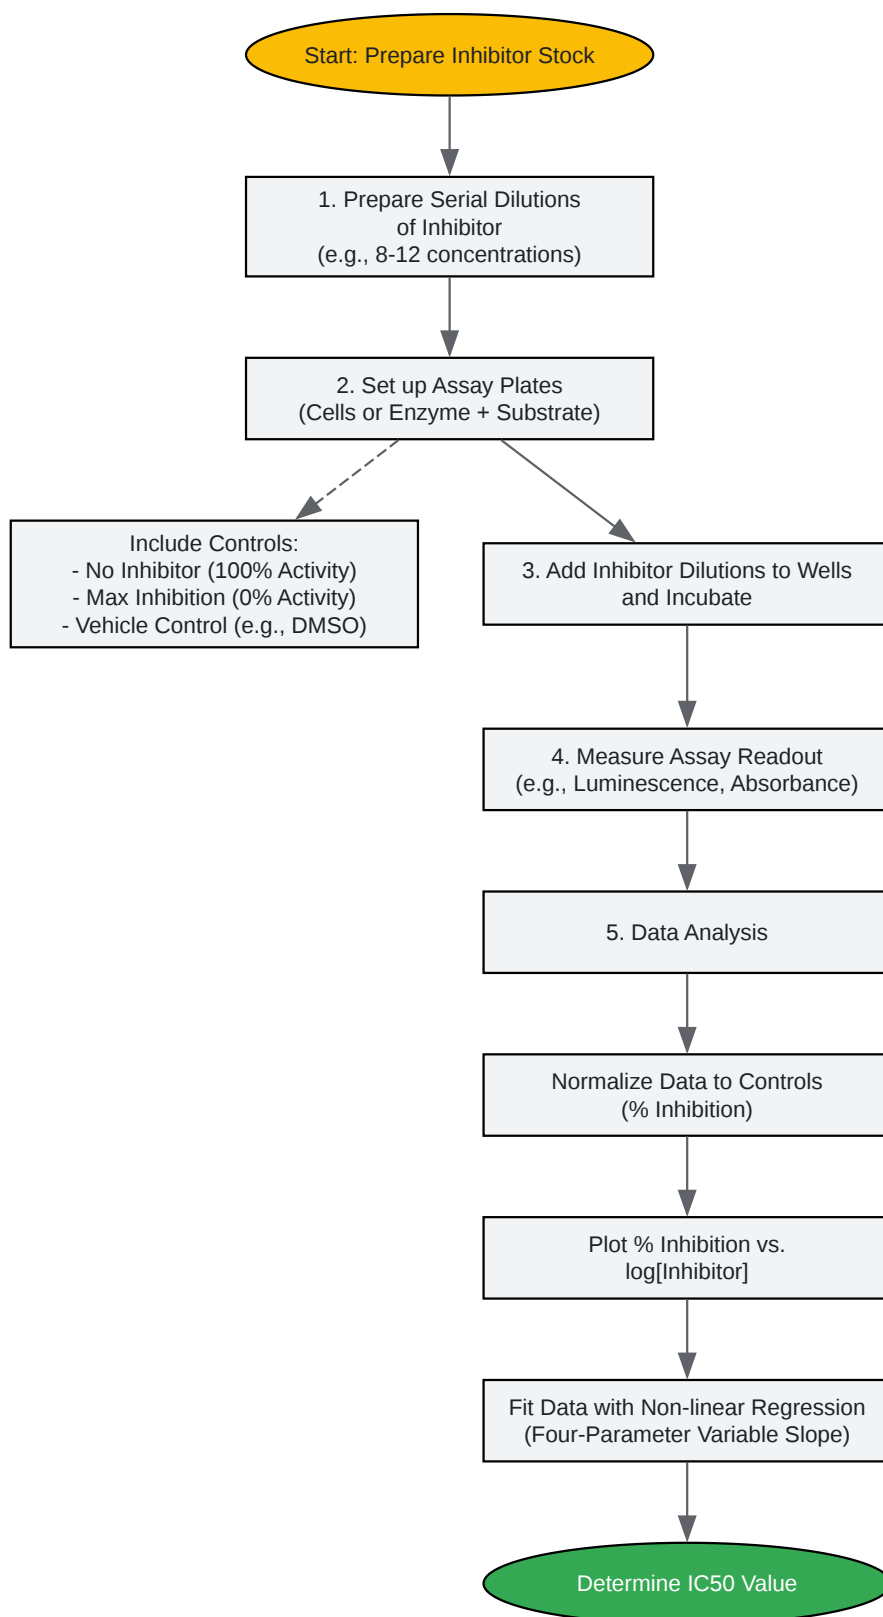 Start: Prepare Inhibitor Stock
1. Prepare Serial Dilutions
of Inhibitor
(e.g., 8-12 concentrations)
2. Set up Assay Plates
(Cells or Enzyme + Substrate)
Include Controls:
- No Inhibitor (100% Activity)
- Max Inhibition (0% Activity)
- Vehicle Control (e.g., DMSO)
3. Add Inhibitor Dilutions to Wells
and Incubate
4. Measure Assay Readout
(e.g., Luminescence, Absorbance)
5. Data Analysis
Normalize Data to Controls
(% Inhibition)
Plot % Inhibition vs.
log[Inhibitor]
Fit Data with Non-linear Regression
(Four-Parameter Variable Slope)
Determine IC50 Value